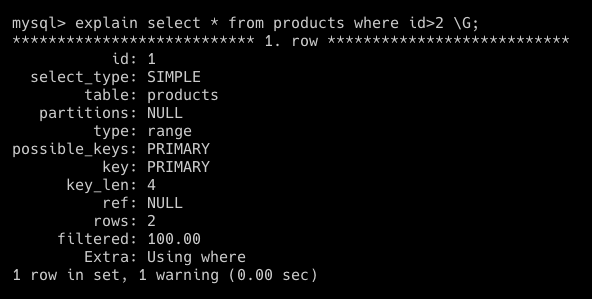 mysql> explain select * from products where id>2 \G;
*************************** 1. row ***************************
           id: 1
  select_type: SIMPLE
        table: products
   partitions: NULL
         type: range
possible_keys: PRIMARY
          key: PRIMARY
      key_len: 4
          ref: NULL
         rows: 2
     filtered: 100.00
        Extra: Using where
1 row in set, 1 warning (0.00 sec)